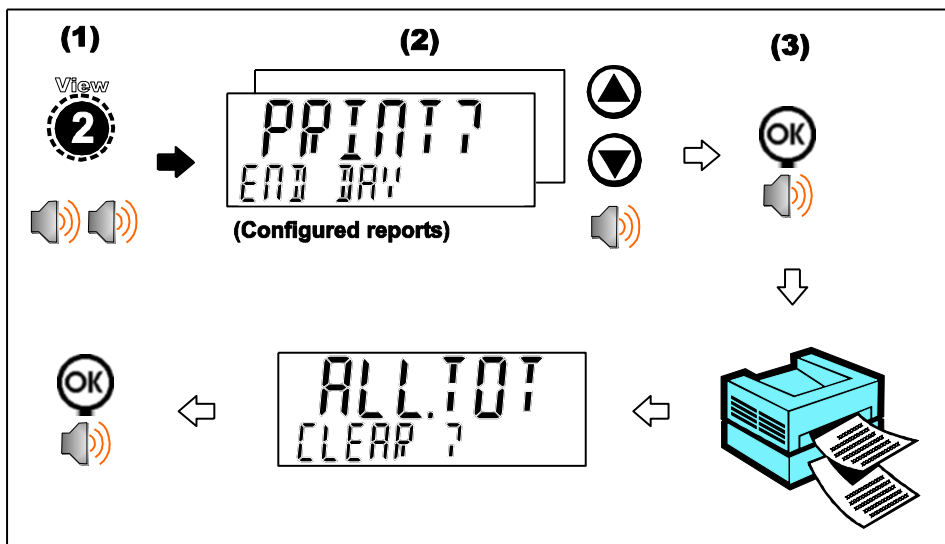 (1)
(2)
(3)
View
2
PRINT?
END DAY
(Configured reports)
OK
OK
ALL.TOT
CLEAR ?